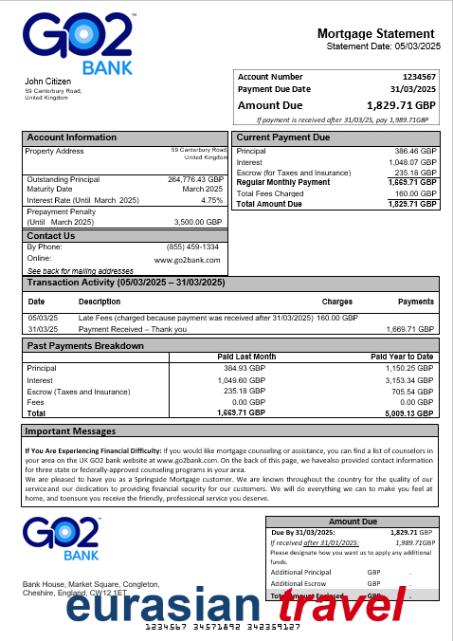 GO2
BANK
Mortgage Statement
Statement Date: 05/03/2025
John Citizen
59 Canterbury Road,
United Kingdom
Account Number 1234567
Payment Due Date 31/03/2025
Amount Due 1,829.71 GBP
If payment is received after 31/03/25, pay 1,989.71GBP
Account Information
Property Address 59 Canterbury Road
United Kingdom
Outstanding Principal 264,776.43 GBP
Maturity Date March 2025
Interest Rate (Until March 2025) 4.75%
Prepayment Penalty
(Until March 2025) 3,500.00 GBP
Contact Us
By Phone: (855) 459-1334
Online: www.go2bank.com
See back for mailing addresses
Current Payment Due
Principal 386.46 GBP
Interest 1,048.07 GBP
Escrow (for Taxes and Insurance) 235.18 GBP
Regular Monthly Payment 1,669.71 GBP
Total Fees Charged 160.00 GBP
Total Amount Due 1,829.71 GBP
Transaction Activity (05/03/2025 – 31/03/2025)
Date Description Charges Payments
05/03/25 Late Fees (charged because payment was received after 31/03/2025) 160.00 GBP
31/03/25 Payment Received – Thank you 1,669.71 GBP
Past Payments Breakdown
Paid Last Month Paid Year to Date
Principal 384.93 GBP 1,150.25 GBP
Interest 1,049.60 GBP 3,153.34 GBP
Escrow (Taxes and Insurance) 235.18 GBP 705.54 GBP
Fees 0.00 GBP 0.00 GBP
Total 1,669.71 GBP 5,009.13 GBP
Important Messages
If You Are Experiencing Financial Difficulty: If you would like mortgage counseling or assistance, you can find a list of counselors in
your area on the UK GO2 bank website at www.go2bank.com. On the back of this page, we havealso provided contact information
for three state or federally-approved counseling programs in your area.
We are pleased to have you as a Springside Mortgage customer. We are known throughout the country for the quality of our
service and our dedication to providing financial security for our customers. We will do everything we can to make you feel at
home, and toensure you receive the friendly, professional service you deserve.
GO2
BANK
Bank House, Market Square, Congleton,
Cheshire, England, CW12 1ET
Amount Due
Due By 31/03/2025: 1,829.71 GBP
If received after 31/01/2025: 1,989.71GBP
Please designate how you want us to apply any additional
funds.
Additional Principal GBP .
Additional Escrow GBP .
Total Amount Enclosed GBP .
eurasian travel
1234567 34571892 342359127